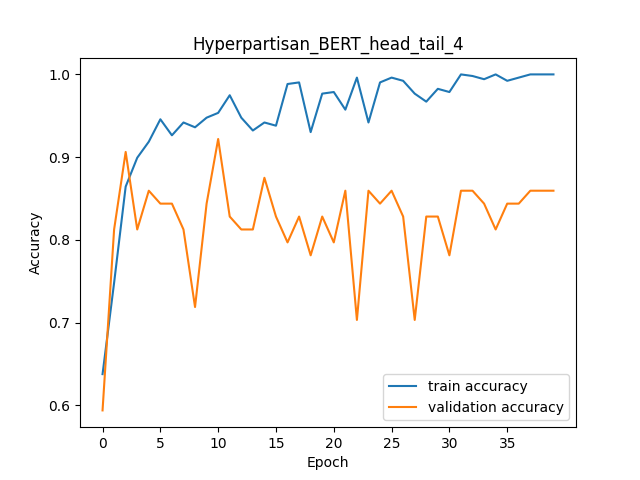 Hyperpartisan_BERT_head_tail_4
1.0
0.9
0.8
0.7
0.6
Accuracy
0 5 10 15 20 25 30 35
Epoch
train accuracy
validation accuracy